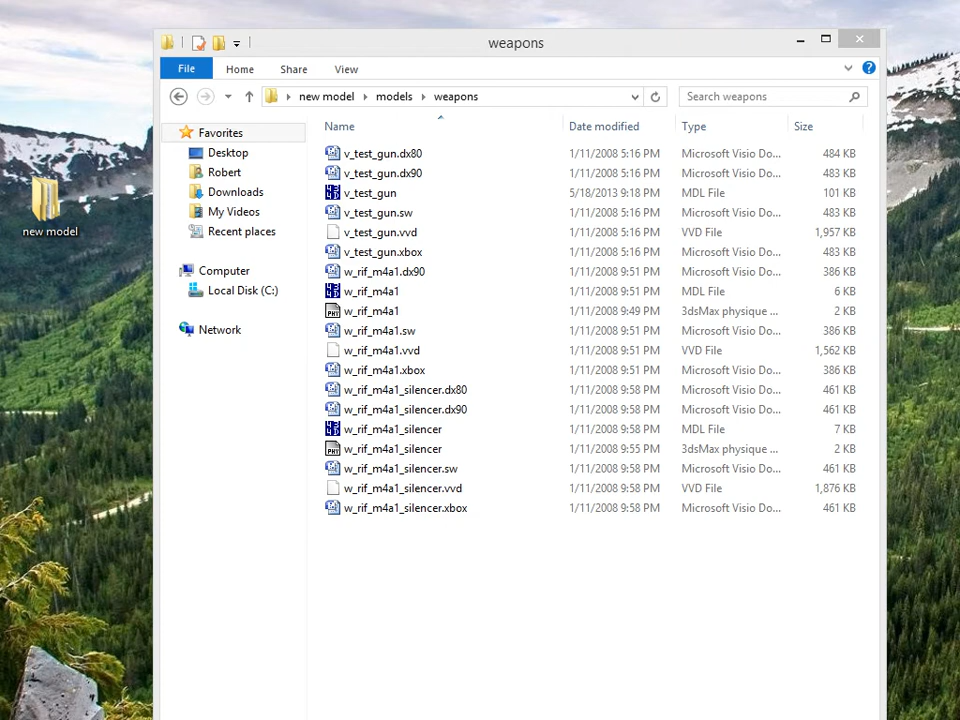 weapons
File Home Share View
new model models weapons Search weapons
Name Date modified Type Size
Favorites
Desktop
Robert
Downloads
My Videos
Recent places
Computer
Local Disk (C:)
Network
new model
v_test_gun.dx80 1/11/2008 5:16 PM Microsoft Visio Do... 484 KB
v_test_gun.dx90 1/11/2008 5:16 PM Microsoft Visio Do... 483 KB
v_test_gun 5/18/2013 9:18 PM MDL File 101 KB
v_test_gun.sw 1/11/2008 5:16 PM Microsoft Visio Do... 483 KB
v_test_gun.vvd 1/11/2008 5:16 PM VVD File 1,957 KB
v_test_gun.xbox 1/11/2008 5:16 PM Microsoft Visio Do... 483 KB
w_rif_m4a1.dx90 1/11/2008 9:51 PM Microsoft Visio Do... 386 KB
w_rif_m4a1 1/11/2008 9:51 PM MDL File 6 KB
w_rif_m4a1 1/11/2008 9:49 PM 3dsMax physique ... 2 KB
w_rif_m4a1.sw 1/11/2008 9:51 PM Microsoft Visio Do... 386 KB
w_rif_m4a1.vvd 1/11/2008 9:51 PM VVD File 1,562 KB
w_rif_m4a1.xbox 1/11/2008 9:51 PM Microsoft Visio Do... 386 KB
w_rif_m4a1_silencer.dx80 1/11/2008 9:58 PM Microsoft Visio Do... 461 KB
w_rif_m4a1_silencer.dx90 1/11/2008 9:58 PM Microsoft Visio Do... 461 KB
w_rif_m4a1_silencer 1/11/2008 9:58 PM MDL File 7 KB
w_rif_m4a1_silencer 1/11/2008 9:55 PM 3dsMax physique ... 2 KB
w_rif_m4a1_silencer.sw 1/11/2008 9:58 PM Microsoft Visio Do... 461 KB
w_rif_m4a1_silencer.vvd 1/11/2008 9:58 PM VVD File 1,876 KB
w_rif_m4a1_silencer.xbox 1/11/2008 9:58 PM Microsoft Visio Do... 461 KB